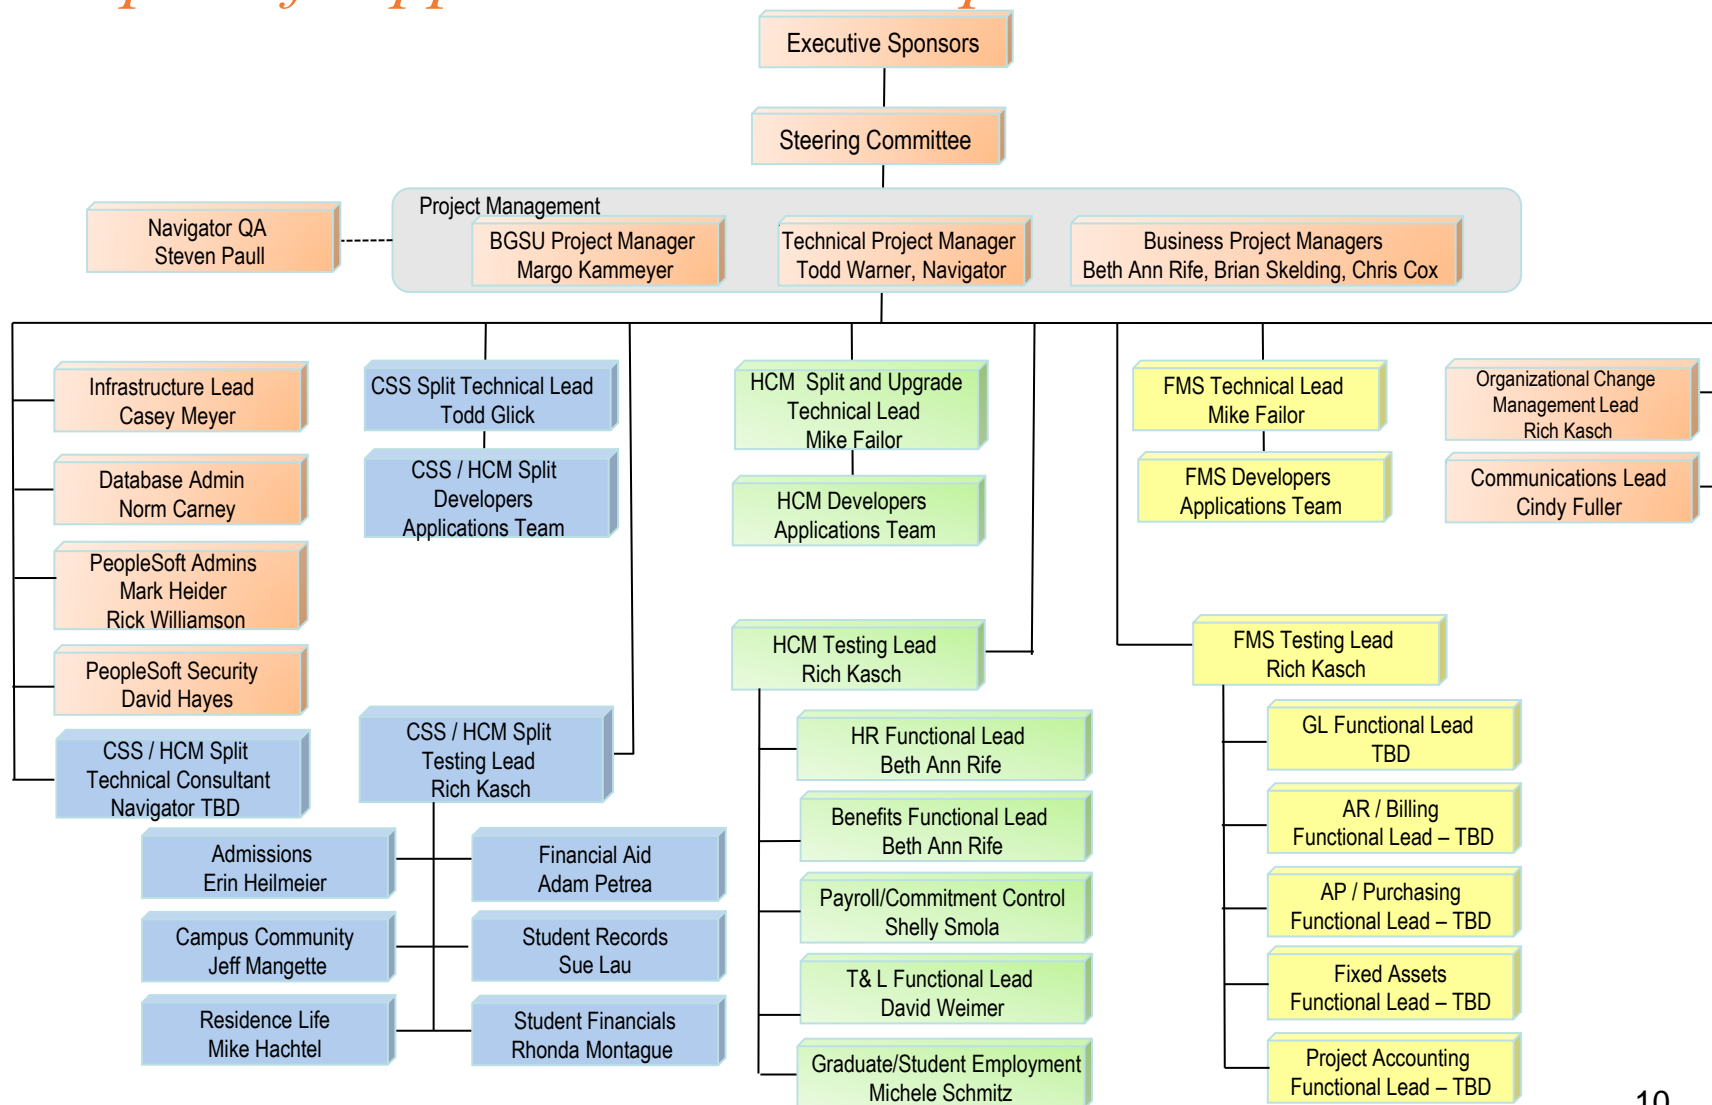 Executive Sponsors
Steering Committee
Project Management
Navigator QA
Steven Paull
BGSU Project Manager
Margo Kammeyer
Technical Project Manager
Todd Warner, Navigator
Business Project Managers
Beth Ann Rife, Brian Skelding, Chris Cox
Infrastructure Lead
Casey Meyer
Database Admin
Norm Carney
PeopleSoft Admins
Mark Heider
Rick Williamson
PeopleSoft Security
David Hayes
CSS / HCM Split
Technical Consultant
Navigator TBD
CSS Split Technical Lead
Todd Glick
CSS / HCM Split
Developers
Applications Team
CSS / HCM Split
Testing Lead
Rich Kasch
Admissions
Erin Heilmeier
Financial Aid
Adam Petrea
Campus Community
Jeff Mangette
Student Records
Sue Lau
Residence Life
Mike Hachtel
Student Financials
Rhonda Montague
HCM  Split and Upgrade
Technical Lead
Mike Failor
HCM Developers
Applications Team
HCM Testing Lead
Rich Kasch
HR Functional Lead
Beth Ann Rife
Benefits Functional Lead
Beth Ann Rife
Payroll/Commitment Control
Shelly Smola
T& L Functional Lead
David Weimer
Graduate/Student Employment
Michele Schmitz
FMS Technical Lead
Mike Failor
FMS Developers
Applications Team
FMS Testing Lead
Rich Kasch
GL Functional Lead
TBD
AR / Billing
Functional Lead – TBD
AP / Purchasing
Functional Lead – TBD
Fixed Assets
Functional Lead – TBD
Project Accounting
Functional Lead – TBD
Organizational Change
Management Lead
Rich Kasch
Communications Lead
Cindy Fuller
10